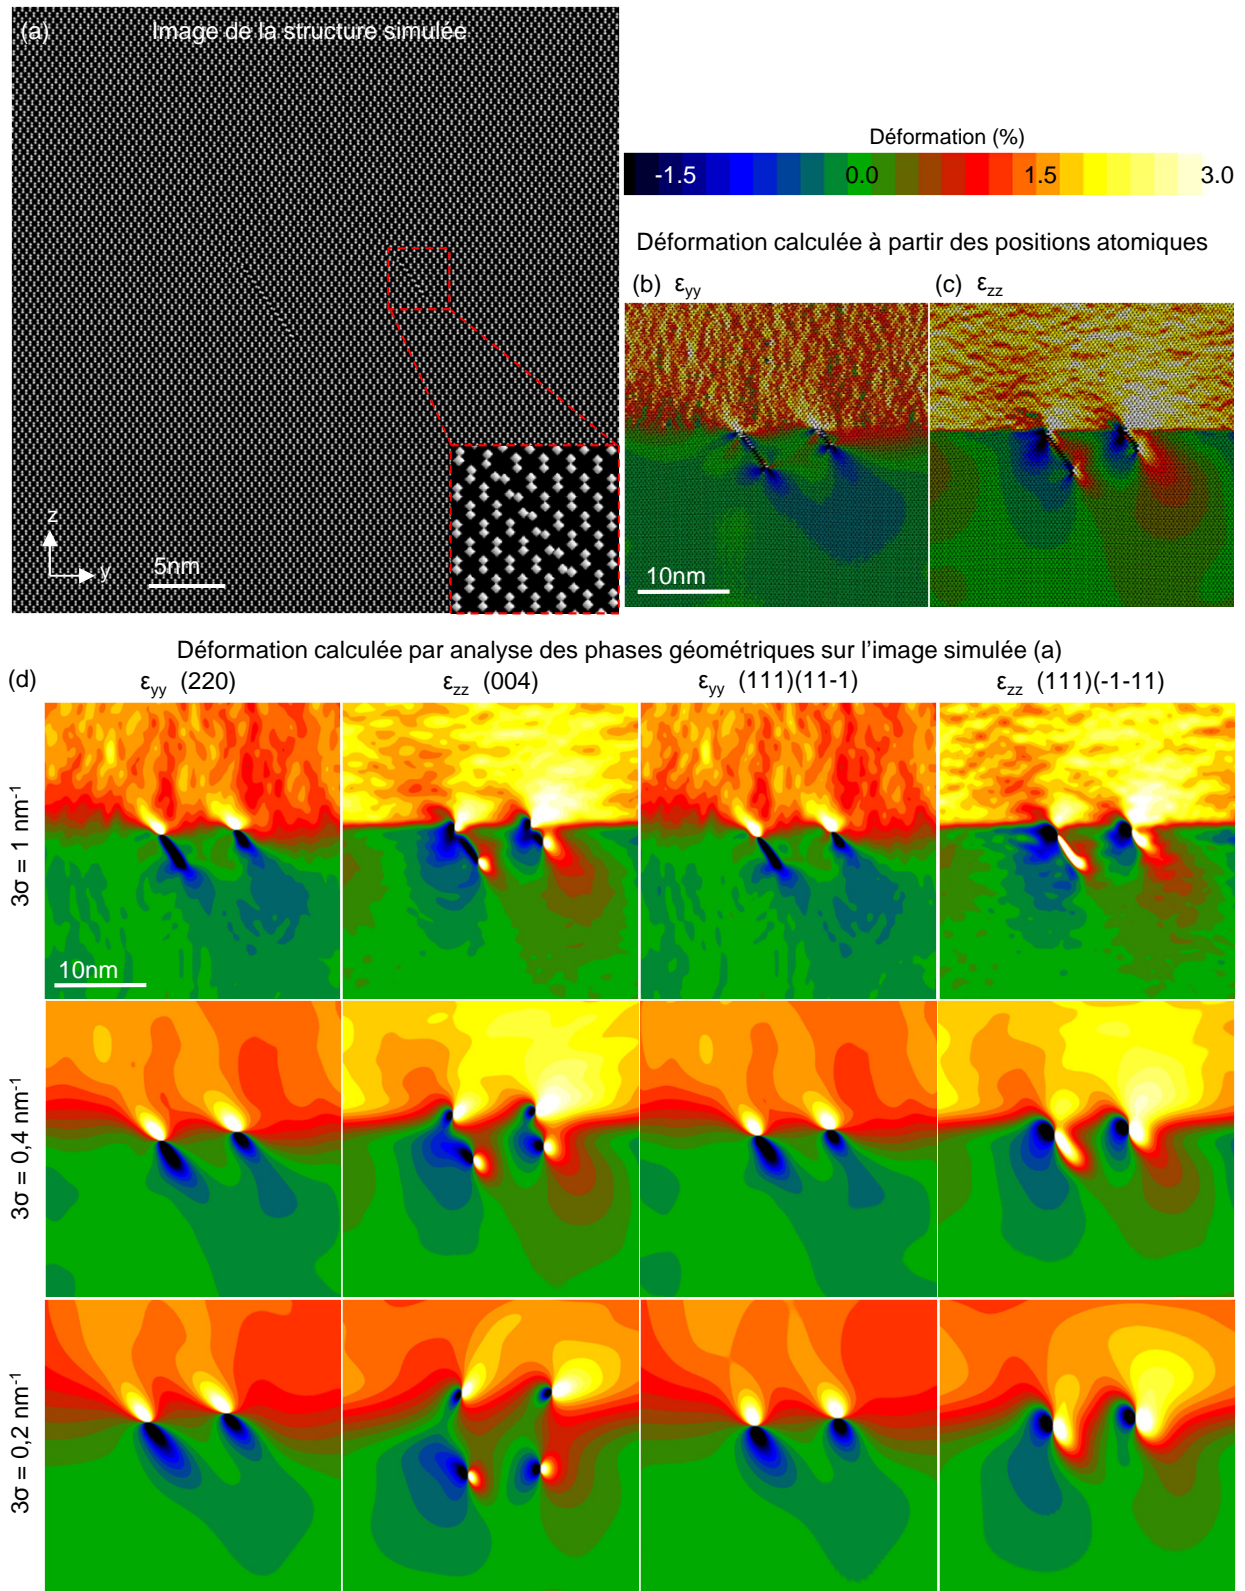 (a) Image de la structure simulée
z
y
5nm
Déformation (%)
-1.5 0.0 1.5 3.0
Déformation calculée à partir des positions atomiques
(b) εyy (c) εzz
10nm
Déformation calculée par analyse des phases géométriques sur l'image simulée (a)
(d) εyy (220) εzz (004) εyy (111)(11-1) εzz (111)(-1-11)
3σ = 1 nm-1
10nm
3σ = 0,4 nm-1
3σ = 0,2 nm-1